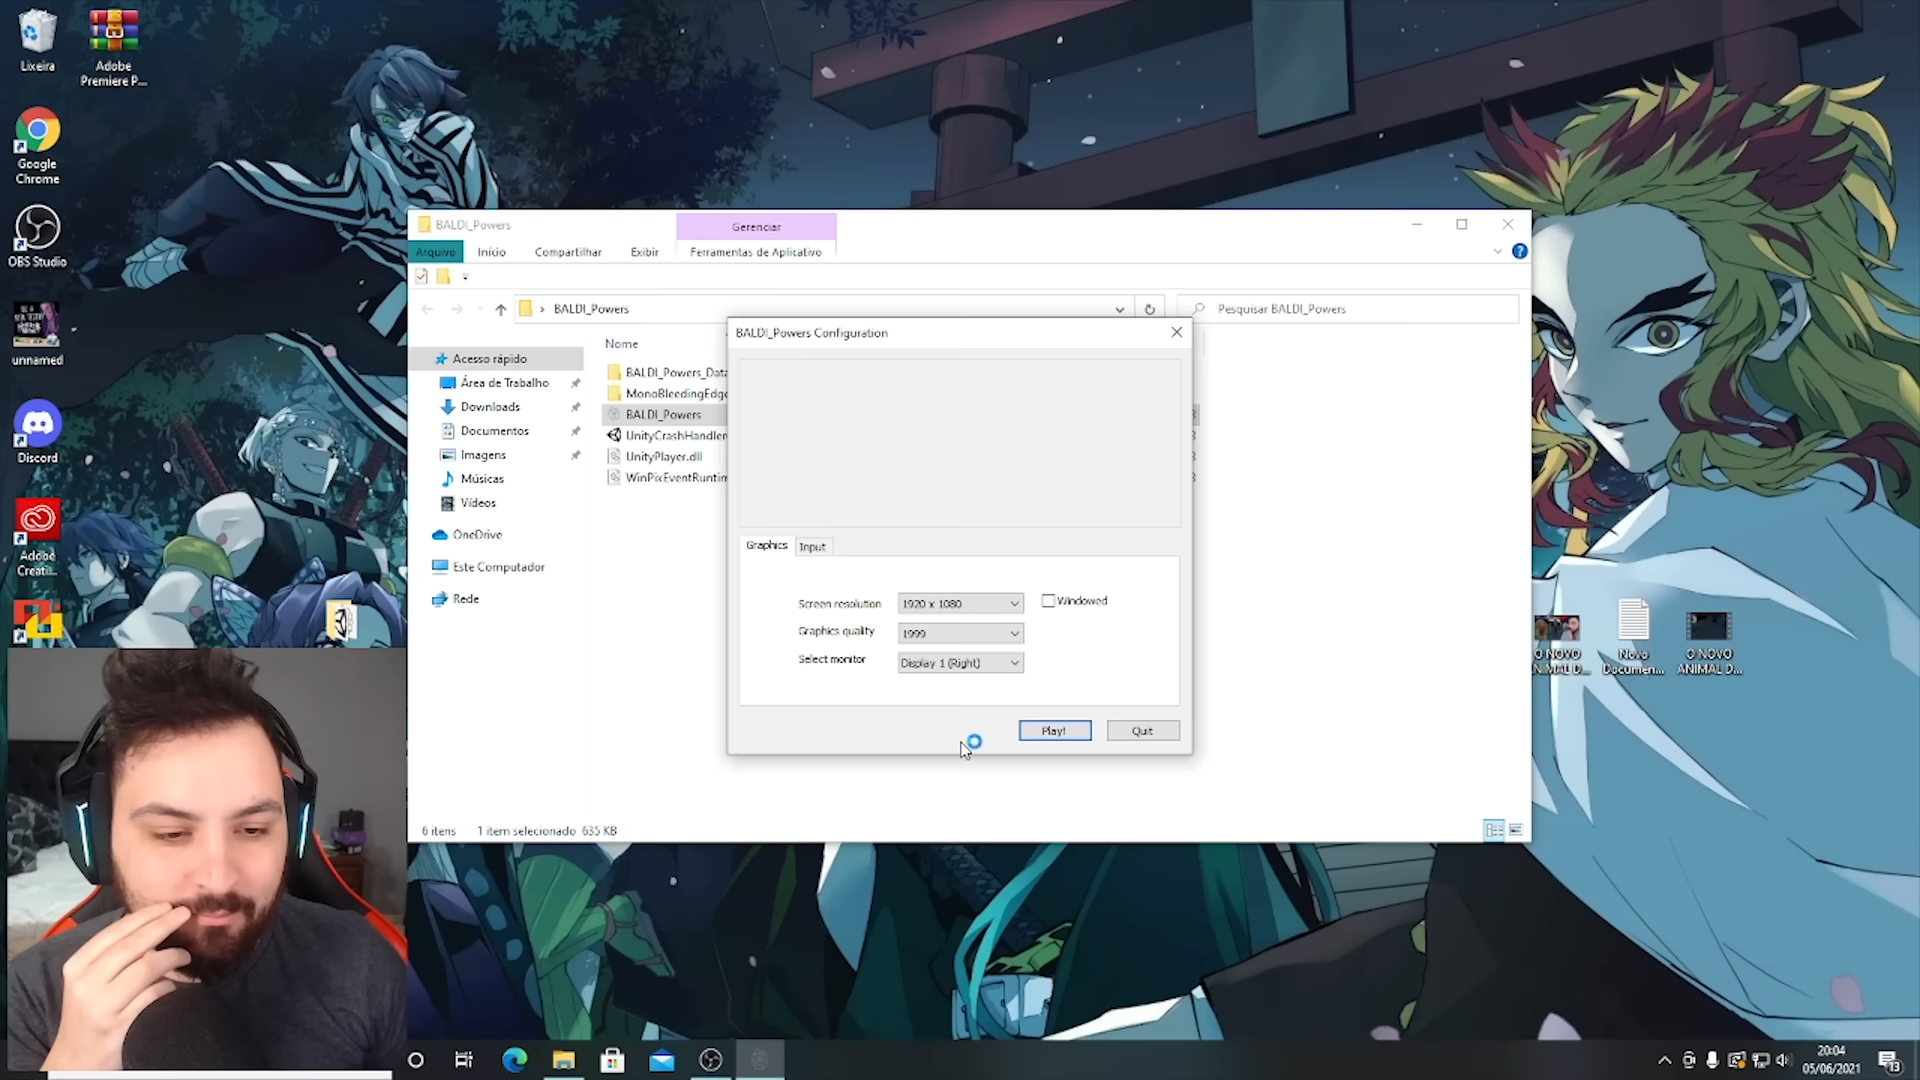 Lixeira
Adobe
Premiere P...
Google
Chrome
OBS Studio
unnamed
Discord
Adobe
Creati...
BALDI_Powers
Gerenciar
Arquivo
Início
Compartilhar
Exibir
Ferramentas de Aplicativo
BALDI_Powers
Pesquisar BALDI_Powers
Acesso rápido
Área de Trabalho
Downloads
Documentos
Imagens
Músicas
Vídeos
OneDrive
Este Computador
Rede
Nome
BALDI_Powers_Data
MonoBleedingEdge
BALDI_Powers
UnityCrashHandler
UnityPlayer.dll
WinPixEventRuntim
BALDI_Powers Configuration
Graphics
Input
Screen resolution
1920 x 1080
Windowed
Graphics quality
1999
Select monitor
Display 1 (Right)
Play!
Quit
6 itens
1 item selecionado 635 KB
O NOVO
ANIMAL D...
Novo
Documen...
O NOVO
ANIMAL D...
20:04
05/06/2021
13